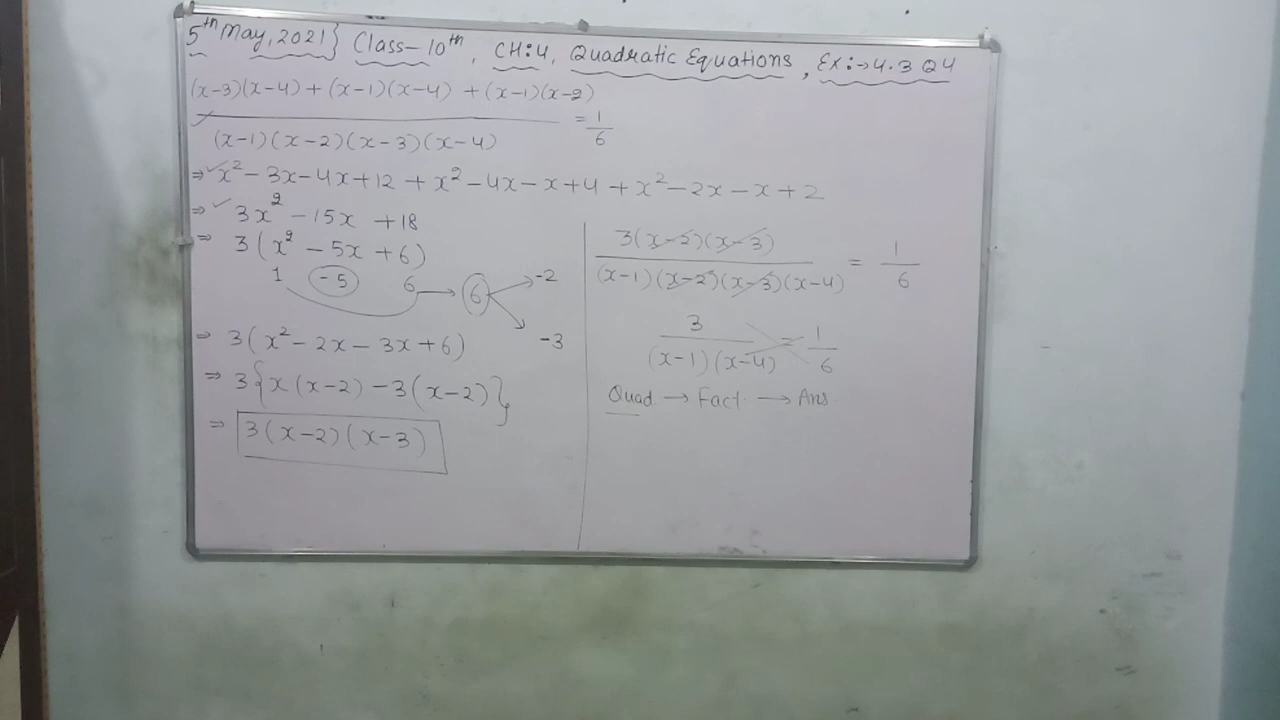 5th May, 2021} Class-10th, CH:4, Quadratic Equations, Ex:→4.3 Q4
(x-3)(x-4) + (x-1)(x-4) + (x-1)(x-2)
= 1/6
(x-1)(x-2)(x-3)(x-4)
⇒ ✓x² - 3x - 4x + 12 + x² - 4x - x + 4 + x² - 2x - x + 2
⇒ ✓ 3x² - 15x + 18
⇒ 3(x² - 5x + 6)
1 -5 6 → 6 -2
-3
⇒ 3(x² - 2x - 3x + 6)
⇒ 3{x(x-2) - 3(x-2)}
⇒ 3(x-2)(x-3)
3(x-2)(x-3)
= 1/6
(x-1)(x-2)(x-3)(x-4)
3
= 1/6
(x-1)(x-4)
Quad → Fact → Ans